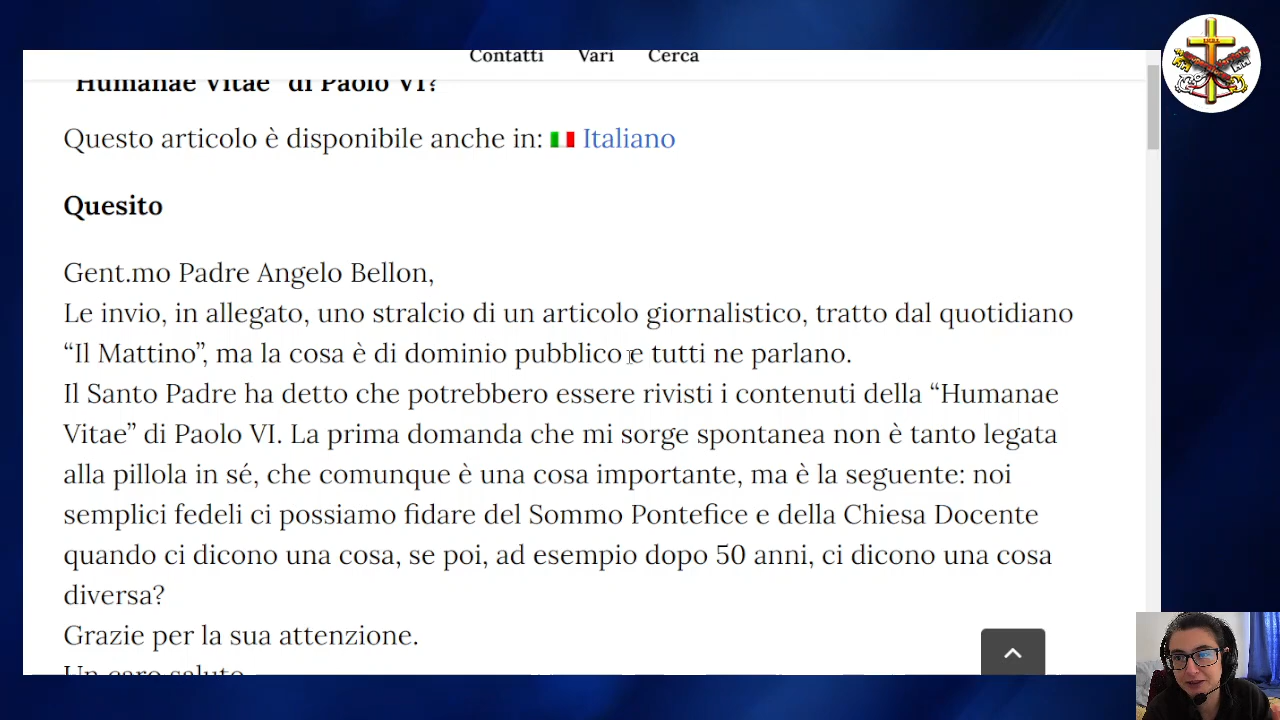 Contatti Vari Cerca
"Humanae Vitae" di Paolo VI?
Questo articolo è disponibile anche in: Italiano
Quesito
Gent.mo Padre Angelo Bellon,
Le invio, in allegato, uno stralcio di un articolo giornalistico, tratto dal quotidiano
“Il Mattino”, ma la cosa è di dominio pubblico e tutti ne parlano.
Il Santo Padre ha detto che potrebbero essere rivisti i contenuti della “Humanae
Vitae” di Paolo VI. La prima domanda che mi sorge spontanea non è tanto legata
alla pillola in sé, che comunque è una cosa importante, ma è la seguente: noi
semplici fedeli ci possiamo fidare del Sommo Pontefice e della Chiesa Docente
quando ci dicono una cosa, se poi, ad esempio dopo 50 anni, ci dicono una cosa
diversa?
Grazie per la sua attenzione.
Un caro saluto